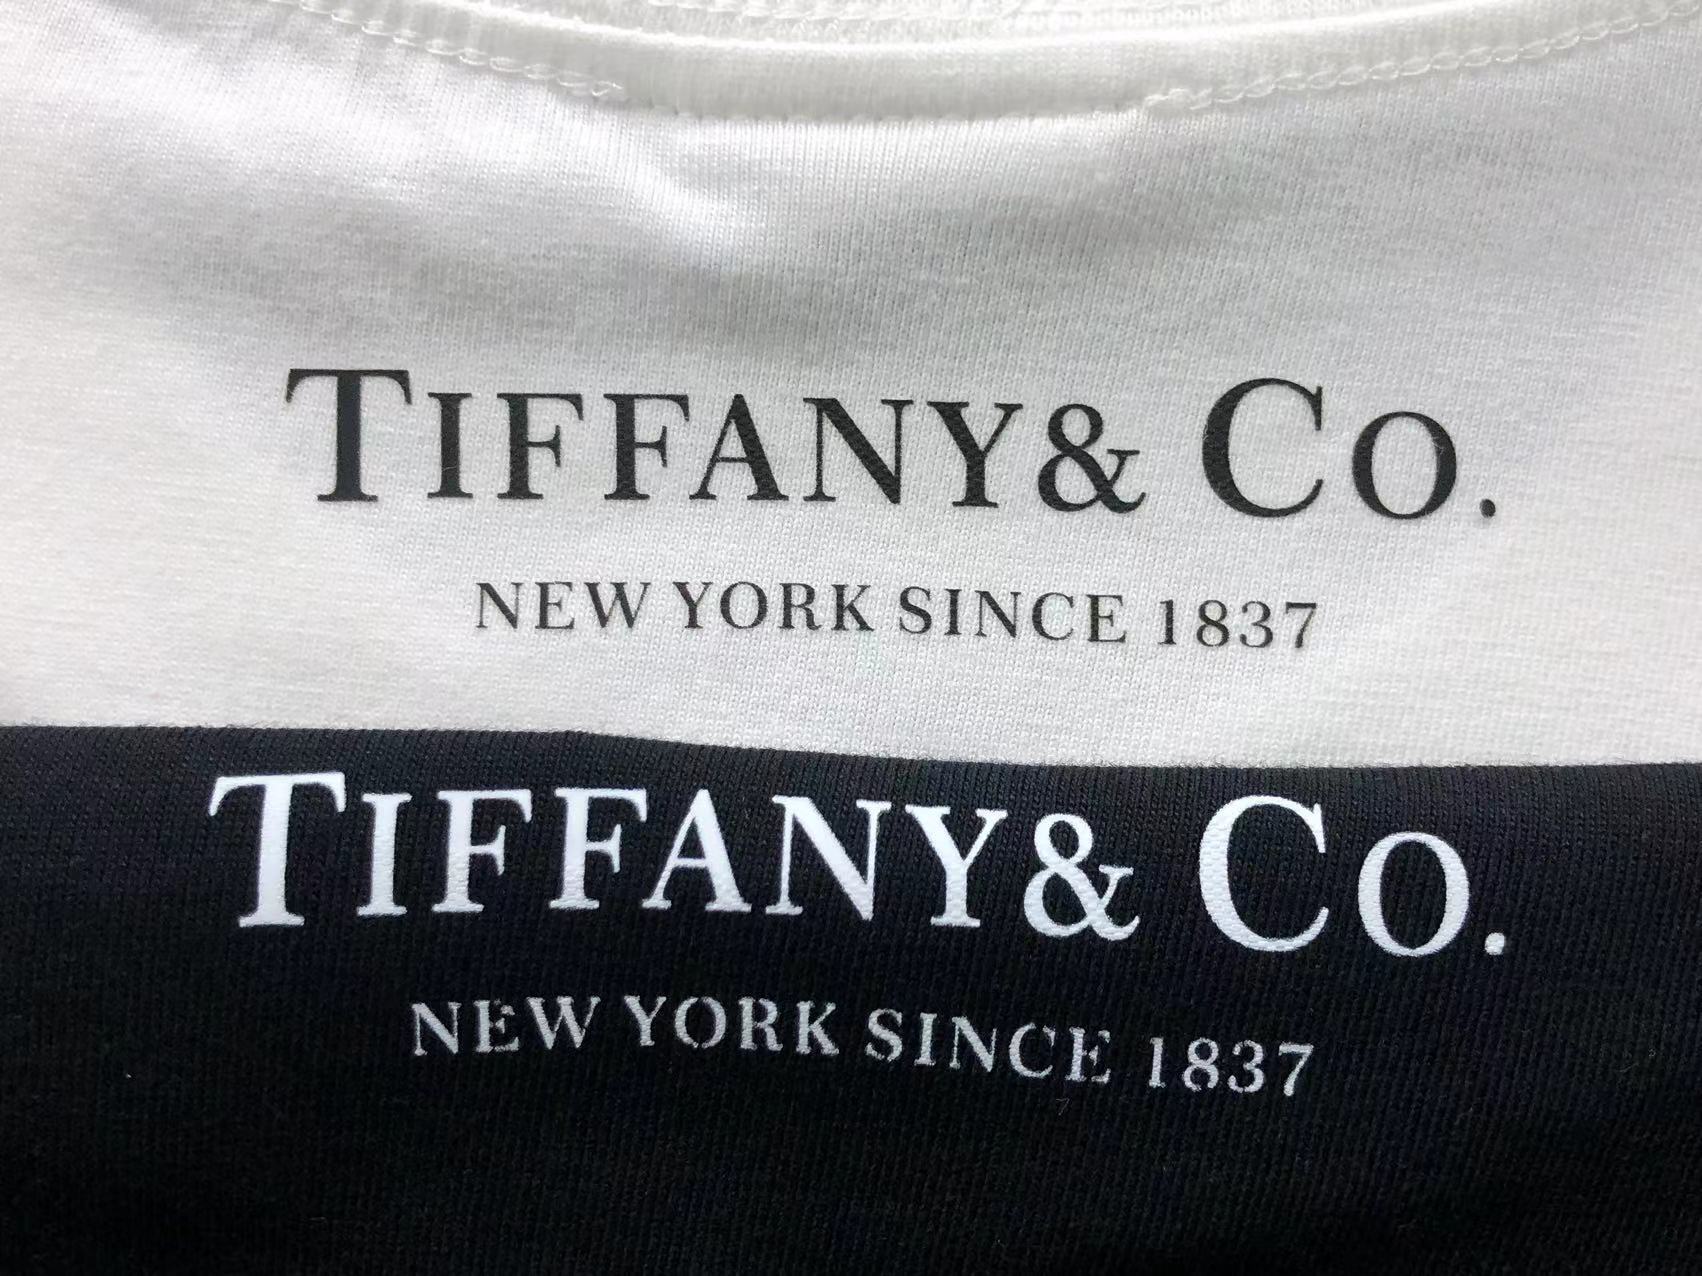 TIFFANY& CO.
NEW YORK SINCE 1837
TIFFANY& CO.
NEW YORK SINCE 1837